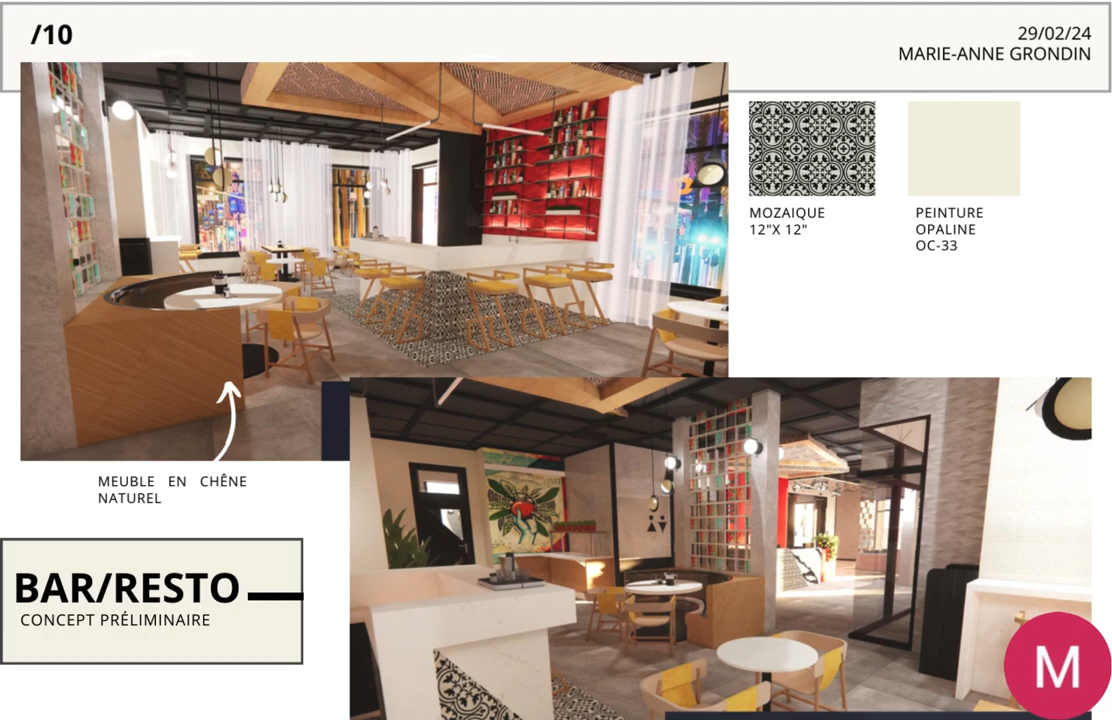 /10
29/02/24
MARIE-ANNE GRONDIN
MOZAIQUE
12"X 12"
PEINTURE
OPALINE
OC-33
MEUBLE EN CHÊNE
NATUREL
BAR/RESTO
CONCEPT PRÉLIMINAIRE
M